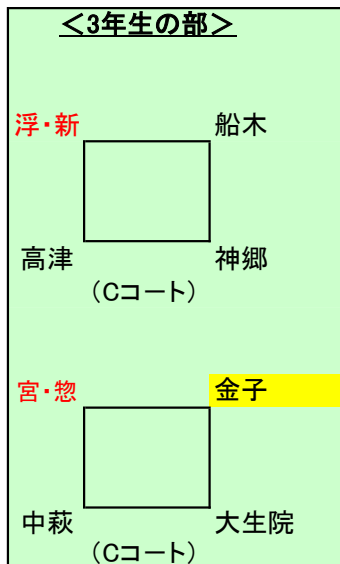 ＜3年生の部＞
浮・新 船木
高津 神郷
（Cコート）
宮・惣 金子
中萩 大生院
（Cコート）